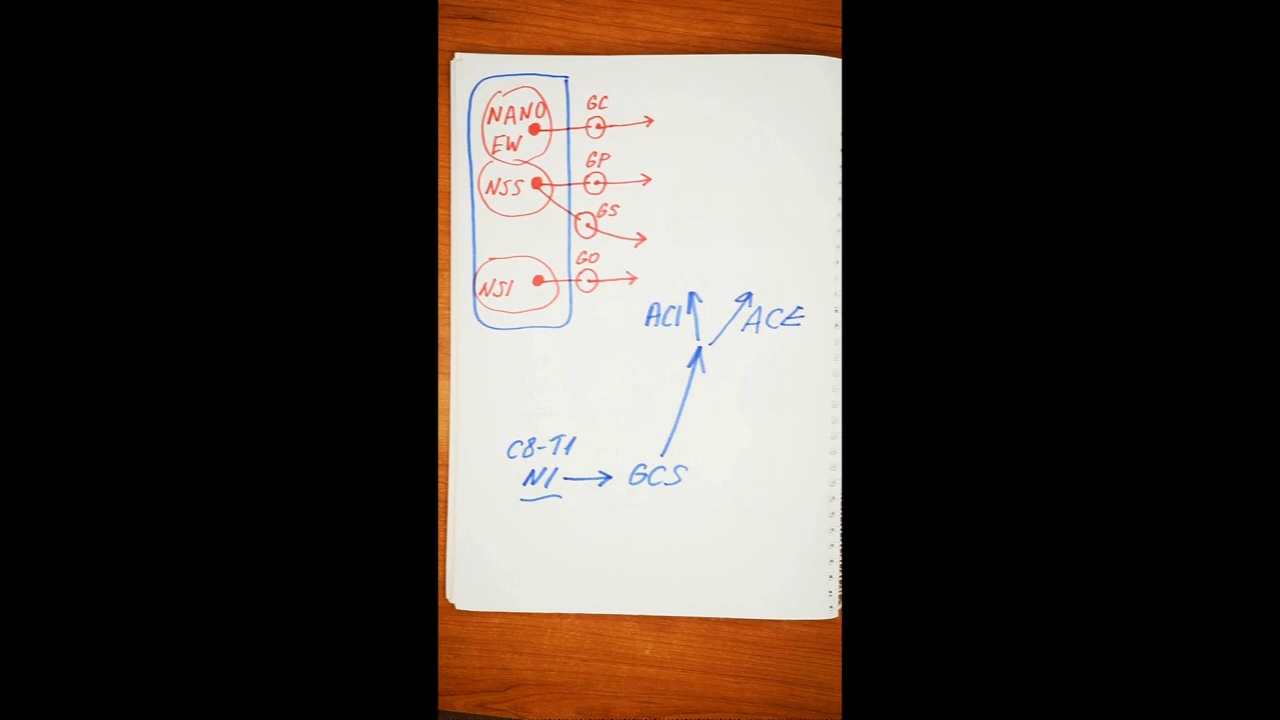 NANO
EW
GC
NSS
GP
GS
NSI
GO
ACI
ACE
C8-T1
NI
GCS